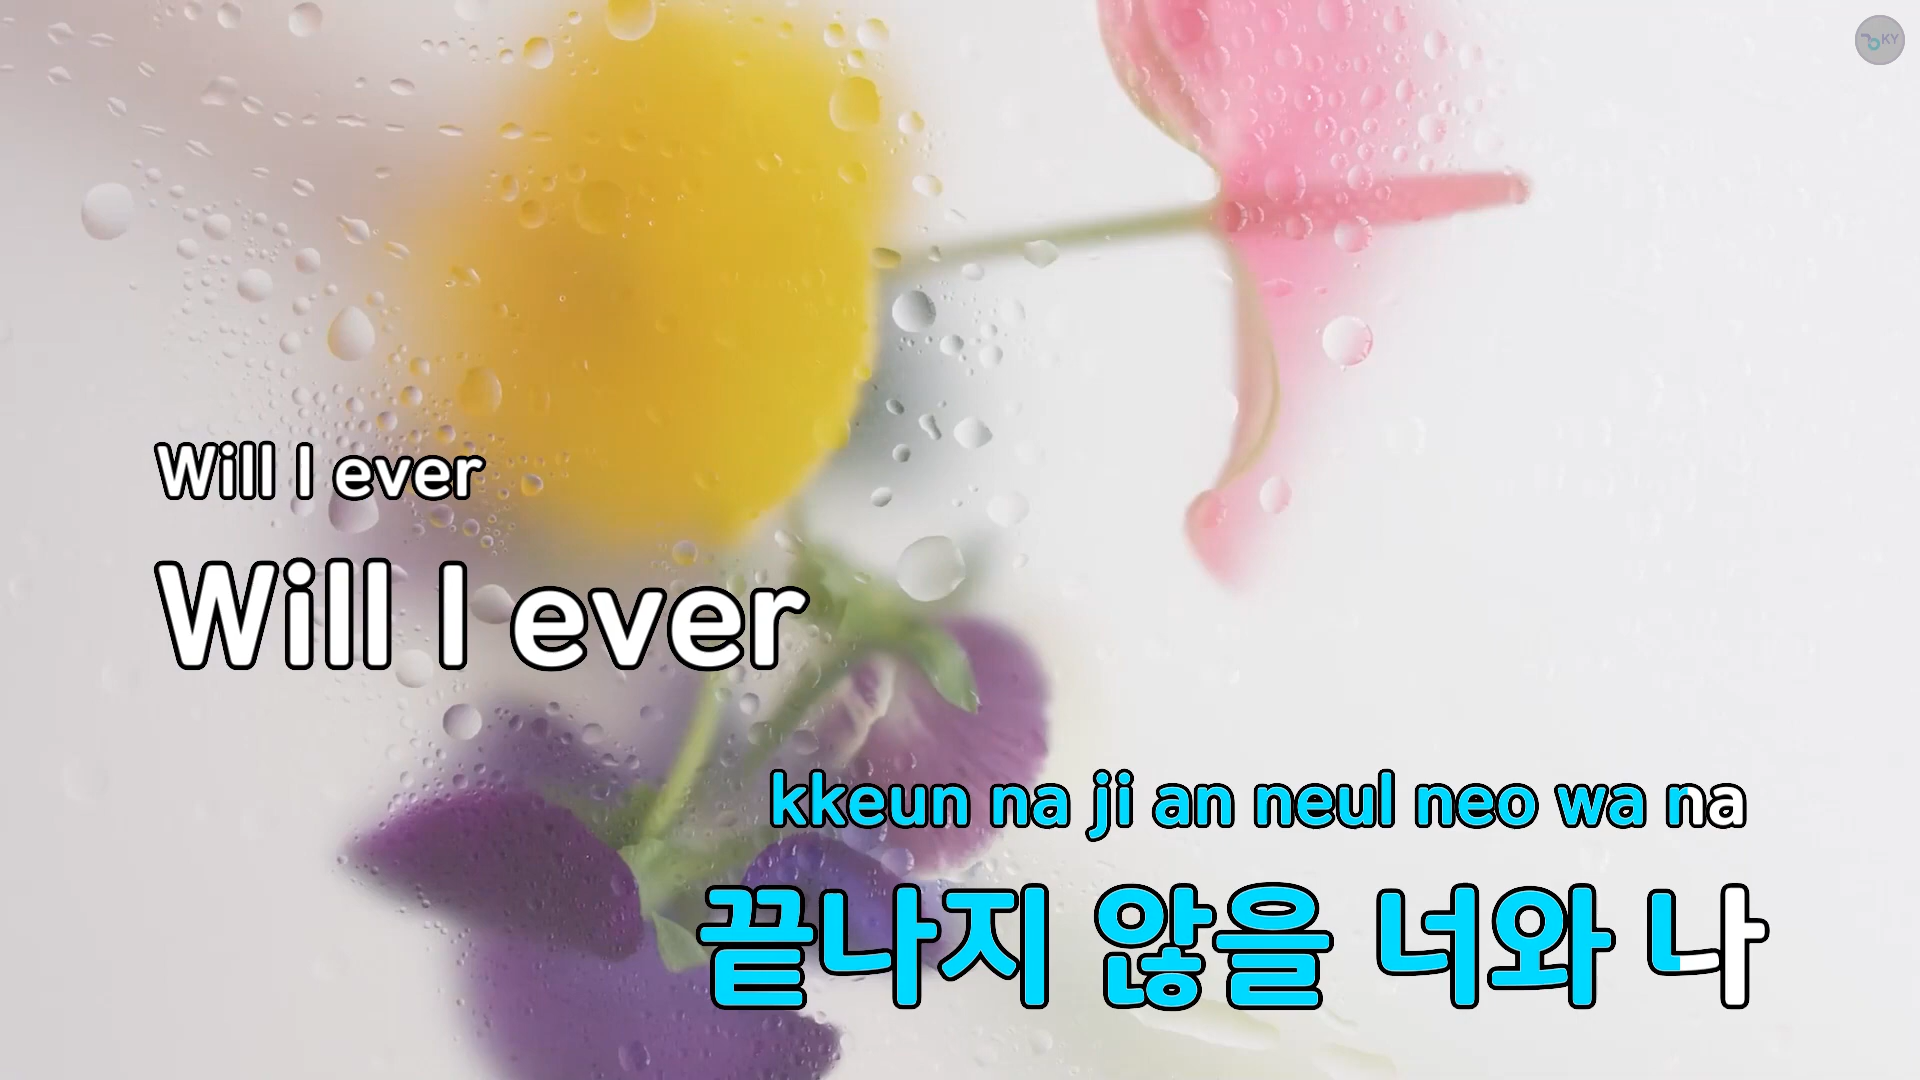 KY
Will I ever
Will I ever
kkeun na ji an neul neo wa na
끝나지 않을 너와 나